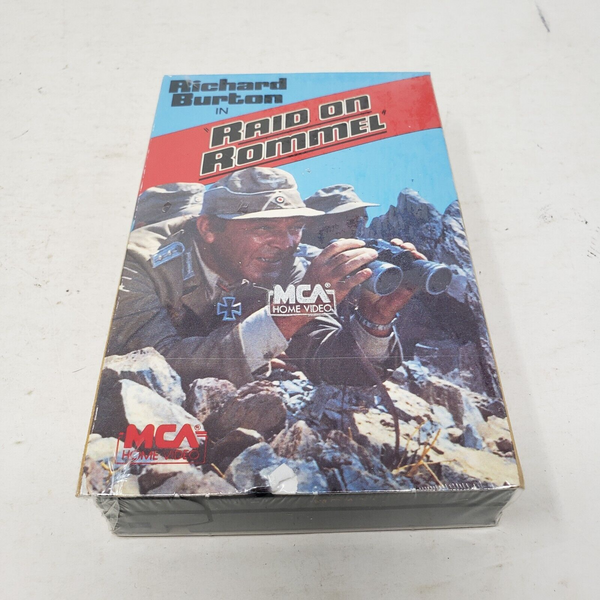 Richard
Burton
IN
"RAID ON
ROMMEL"
MCA®
HOME VIDEO
MCA®
HOME VIDEO